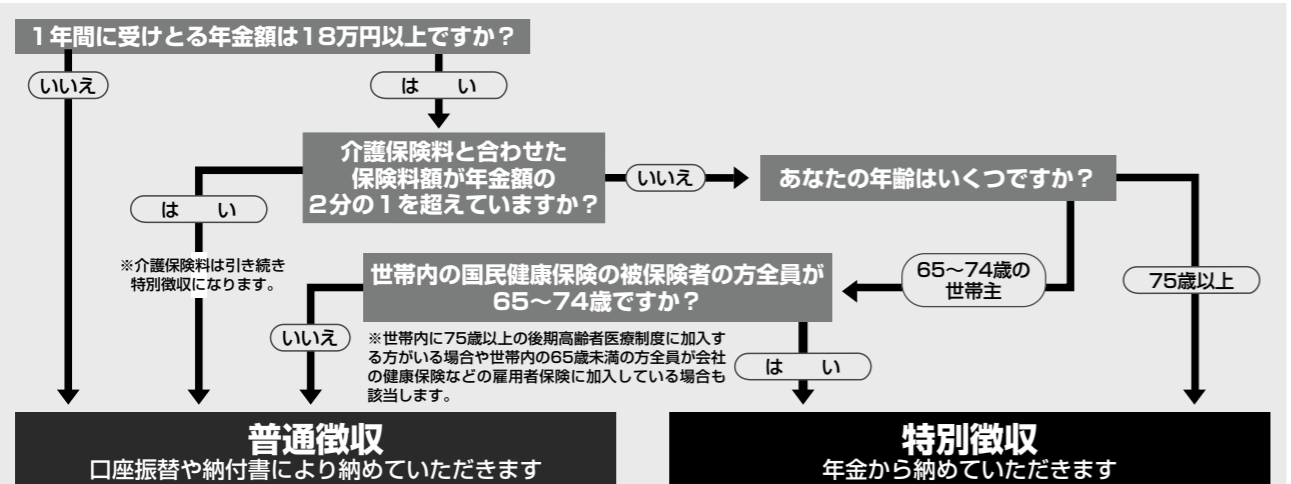 1年間に受けとる年金額は18万円以上ですか？
いいえ
は　い
介護保険料と合わせた
保険料額が年金額の
2分の1を超えていますか？
いいえ
あなたの年齢はいくつですか？
は　い
※介護保険料は引き続き
特別徴収になります。
世帯内の国民健康保険の被保険者の方全員が
65～74歳ですか？
65～74歳の
世帯主
75歳以上
いいえ
※世帯内に75歳以上の後期高齢者医療制度に加入す
る方がいる場合や世帯内の65歳未満の方全員が会社
の健康保険などの雇用者保険に加入している場合も
該当します。
は　い
普通徴収
口座振替や納付書により納めていただきます
特別徴収
年金から納めていただきます